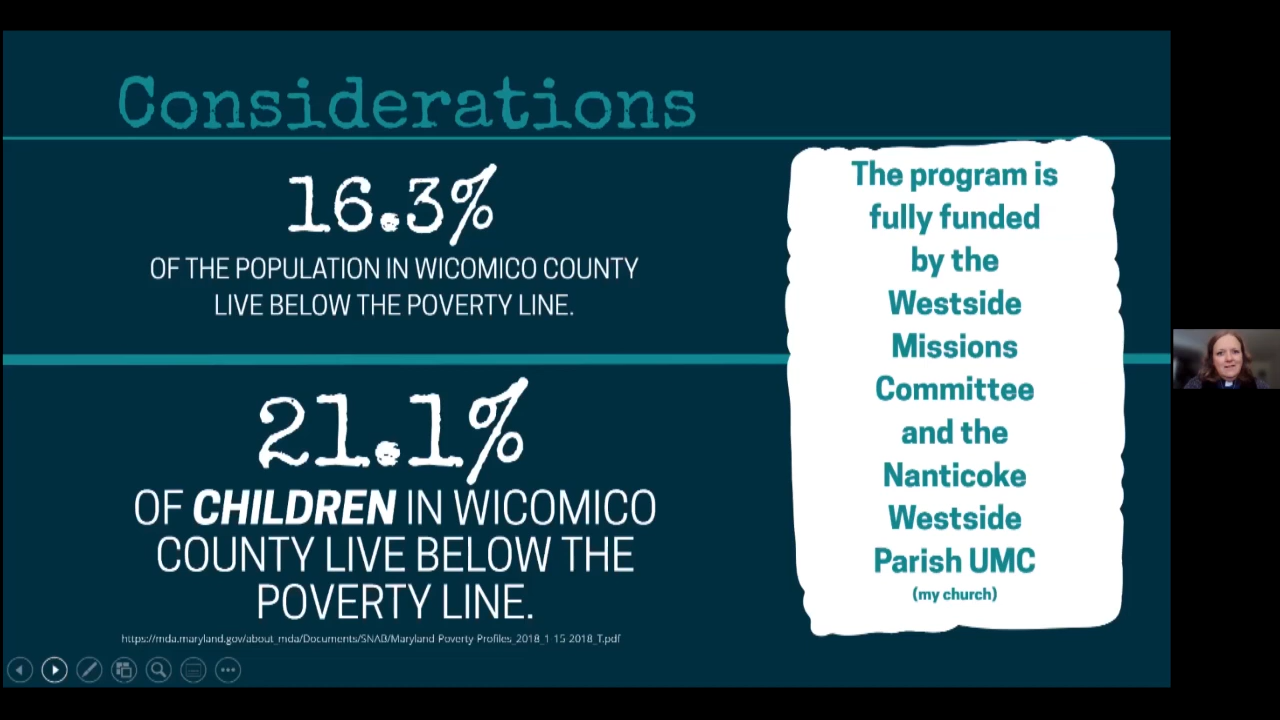 Considerations
16.3%
OF THE POPULATION IN WICOMICO COUNTY
LIVE BELOW THE POVERTY LINE.
21.1%
OF CHILDREN IN WICOMICO
COUNTY LIVE BELOW THE
POVERTY LINE.
https://mda.maryland.gov/about_mda/Documents/SNAB/Maryland-Poverty-Profiles_2018_1-15-2018_T.pdf
The program is
fully funded
by the
Westside
Missions
Committee
and the
Nanticoke
Westside
Parish UMC
(my church)